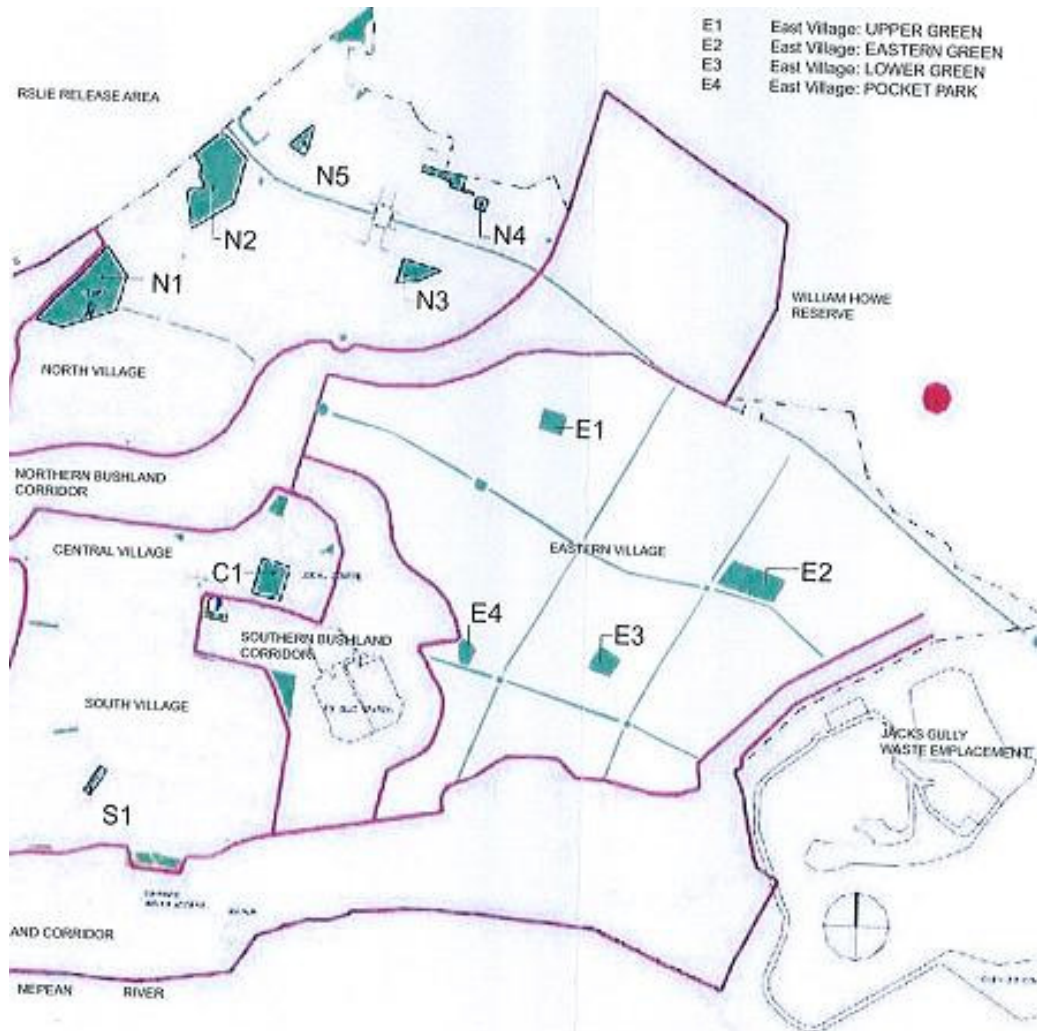 E1 East Village: UPPER GREEN
E2 East Village: EASTERN GREEN
E3 East Village: LOWER GREEN
E4 East Village: POCKET PARK
RSLIE RELEASE AREA
N5
N2
N4
N3
N1
WILLIAM HOWE
RESERVE
NORTH VILLAGE
E1
NORTHERN BUSHLAND
CORRIDOR
CENTRAL VILLAGE
EASTERN VILLAGE
C1
E2
E4
E3
SOUTHERN BUSHLAND
CORRIDORS
SOUTH VILLAGE
JACKS GULLY
WASTE EMPLACEMENT
S1
AND CORRIDOR
NEPEAN RIVER